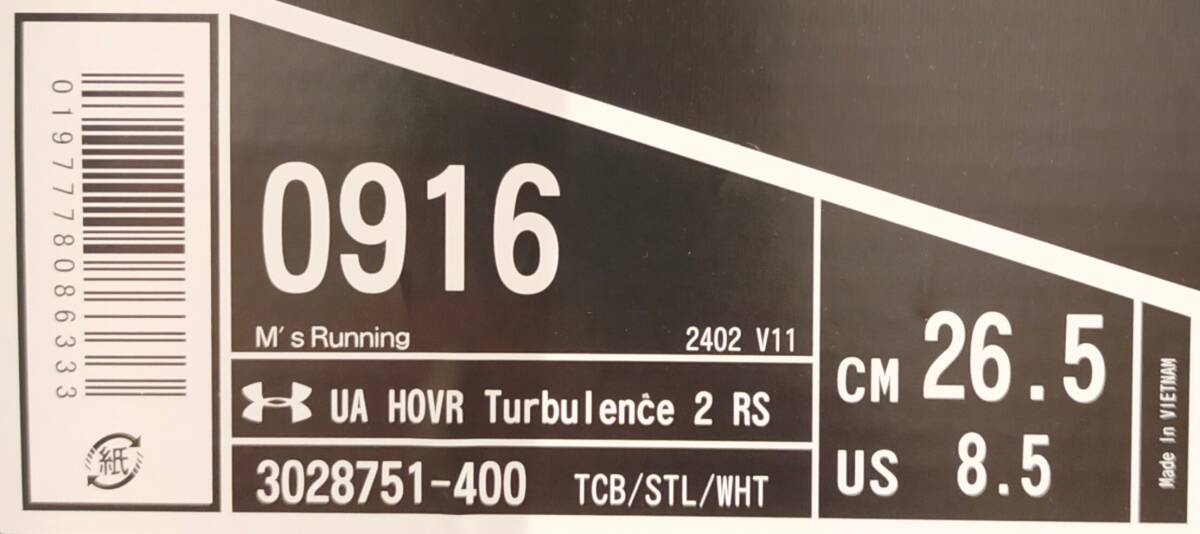 0197778086333
紙
0916
M's Running
2402 V11
UA HOVR Turbulence 2 RS
3028751-400 TCB/STL/WHT
CM 26.5
US 8.5
Made In VIETNAM